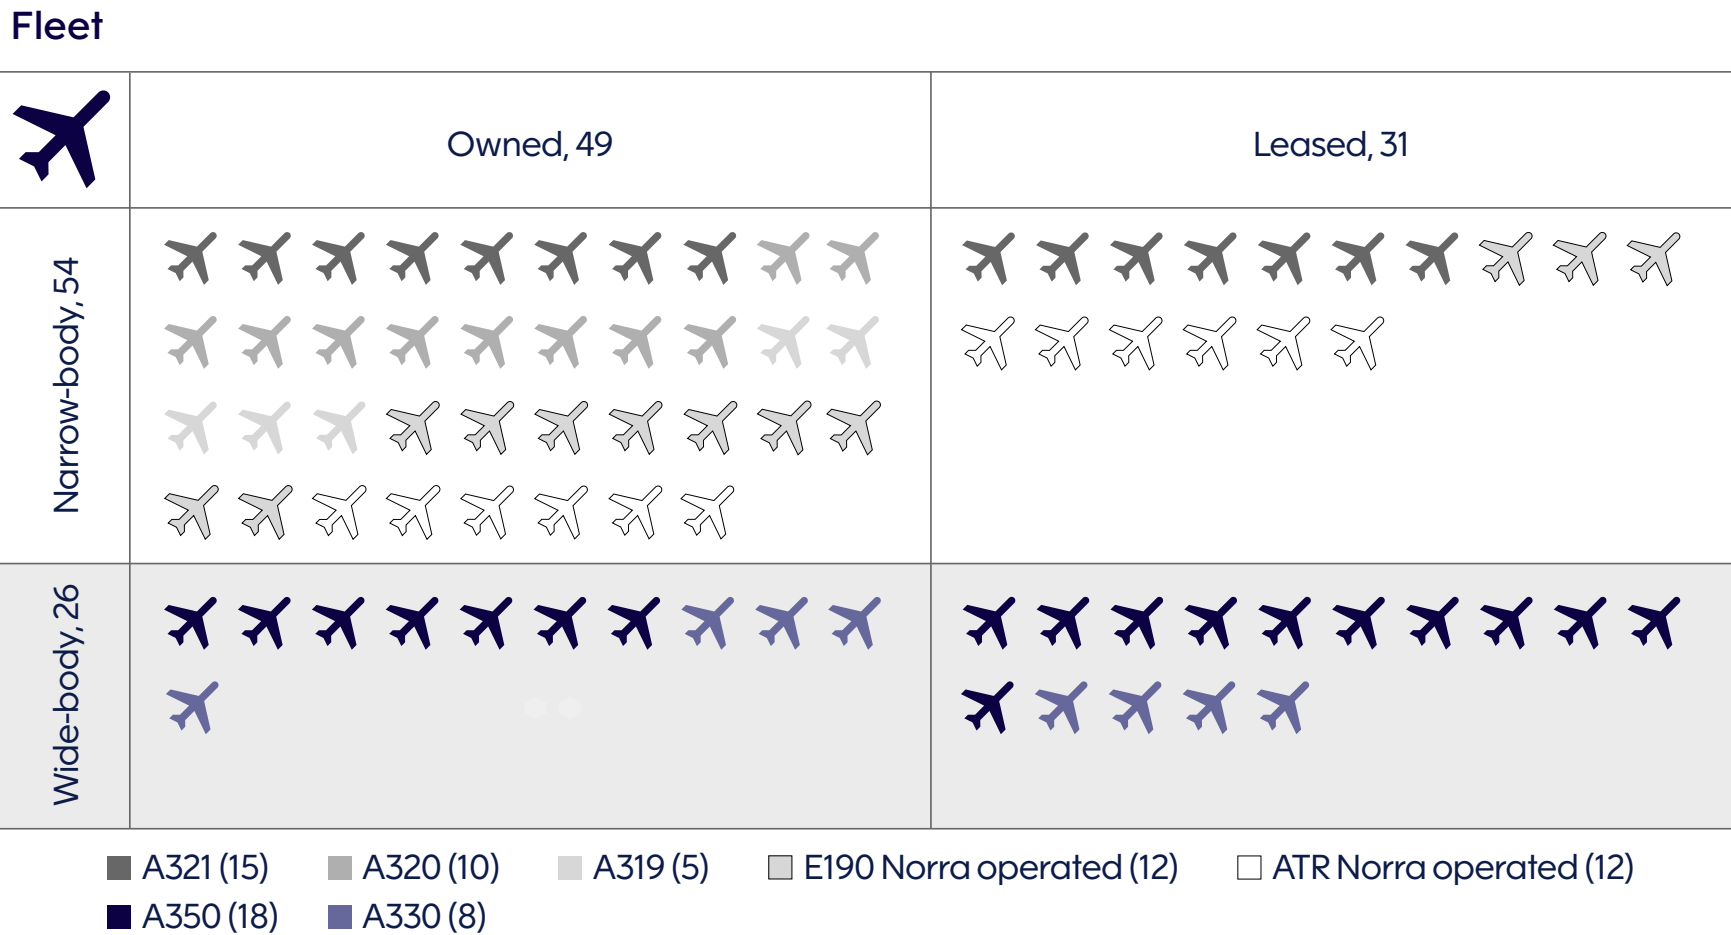 Fleet
Owned, 49
Leased, 31
Narrow-body, 54
Wide-body, 26
A321 (15)
A320 (10)
A319 (5)
E190 Norra operated (12)
ATR Norra operated (12)
A350 (18)
A330 (8)